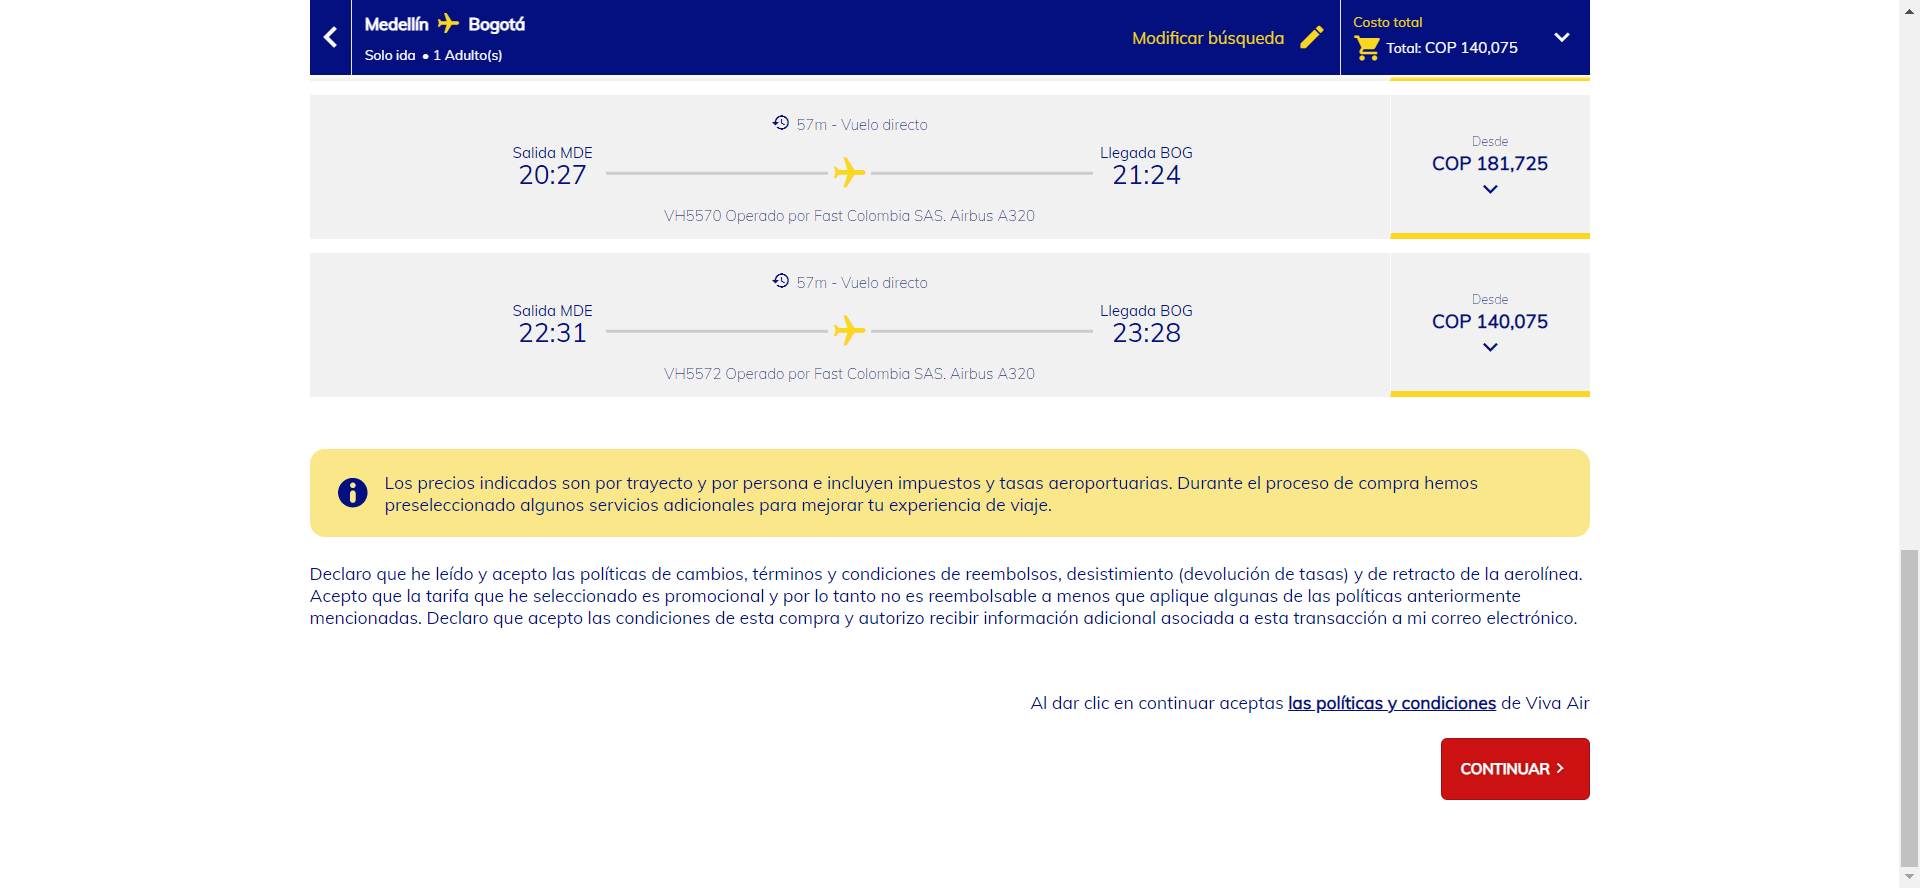 Medellín Bogotá
Solo ida • 1 Adulto(s)
Modificar búsqueda
Costo total
Total: COP 140,075
57m - Vuelo directo
Salida MDE
20:27
Llegada BOG
21:24
VH5570 Operado por Fast Colombia SAS. Airbus A320
Desde
COP 181,725
57m - Vuelo directo
Salida MDE
22:31
Llegada BOG
23:28
VH5572 Operado por Fast Colombia SAS. Airbus A320
Desde
COP 140,075
Los precios indicados son por trayecto y por persona e incluyen impuestos y tasas aeroportuarias. Durante el proceso de compra hemos
preseleccionado algunos servicios adicionales para mejorar tu experiencia de viaje.
Declaro que he leído y acepto las políticas de cambios, términos y condiciones de reembolsos, desistimiento (devolución de tasas) y de retracto de la aerolínea.
Acepto que la tarifa que he seleccionado es promocional y por lo tanto no es reembolsable a menos que aplique algunas de las políticas anteriormente
mencionadas. Declaro que acepto las condiciones de esta compra y autorizo recibir información adicional asociada a esta transacción a mi correo electrónico.
Al dar clic en continuar aceptas las políticas y condiciones de Viva Air
CONTINUAR